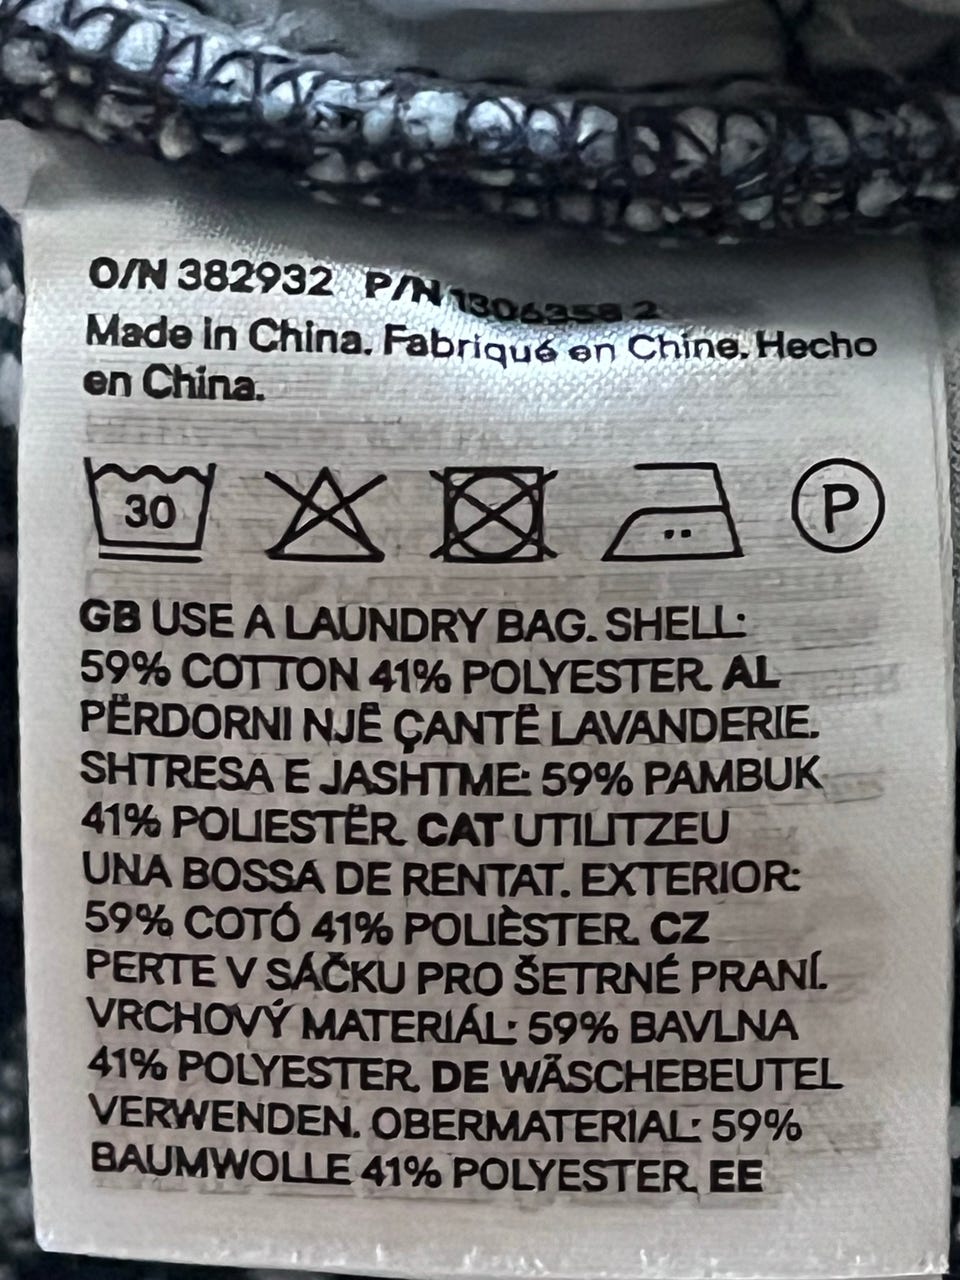 O/N 382932 P/N 1306358 2
Made in China. Fabriqué en Chine. Hecho
en China.
30 P
GB USE A LAUNDRY BAG. SHELL:
59% COTTON 41% POLYESTER. AL
PËRDORNI NJË ÇANTË LAVANDERIE.
SHTRESA E JASHTME: 59% PAMBUK
41% POLIESTËR. CAT UTILITZEU
UNA BOSSA DE RENTAT. EXTERIOR:
59% COTÓ 41% POLIÈSTER. CZ
PERTE V SÁČKU PRO ŠETRNÉ PRANÍ.
VRCHOVÝ MATERIÁL: 59% BAVLNA
41% POLYESTER. DE WÄSCHEBEUTEL
VERWENDEN. OBERMATERIAL: 59%
BAUMWOLLE 41% POLYESTER. EE